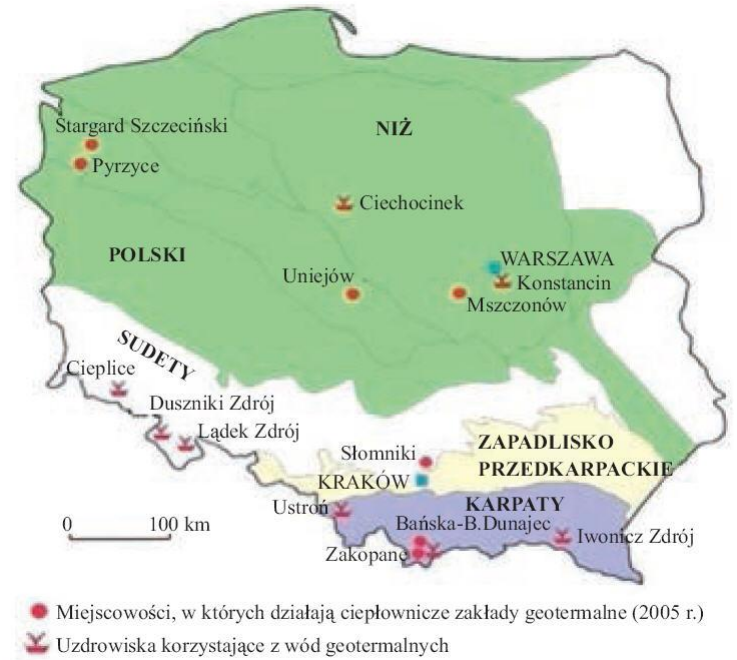 Stargard Szczeciński
NIŻ
Pyrzyce
Ciechocinek
POLSKI
WARSZAWA
Uniejów
Konstancin
Mszczonów
SUDETY
Cieplice
Duszniki Zdrój
Lądek Zdrój
ZAPADLISKO
PRZEDKARPACKIE
Słomniki
KRAKÓW
KARPATY
Ustroń
Bańska-B.Dunajec
Iwonicz Zdrój
Zakopane
0 100 km
Miejscowości, w których działają ciepłownicze zakłady geotermalne (2005 r.)
Uzdrowiska korzystające z wód geotermalnych